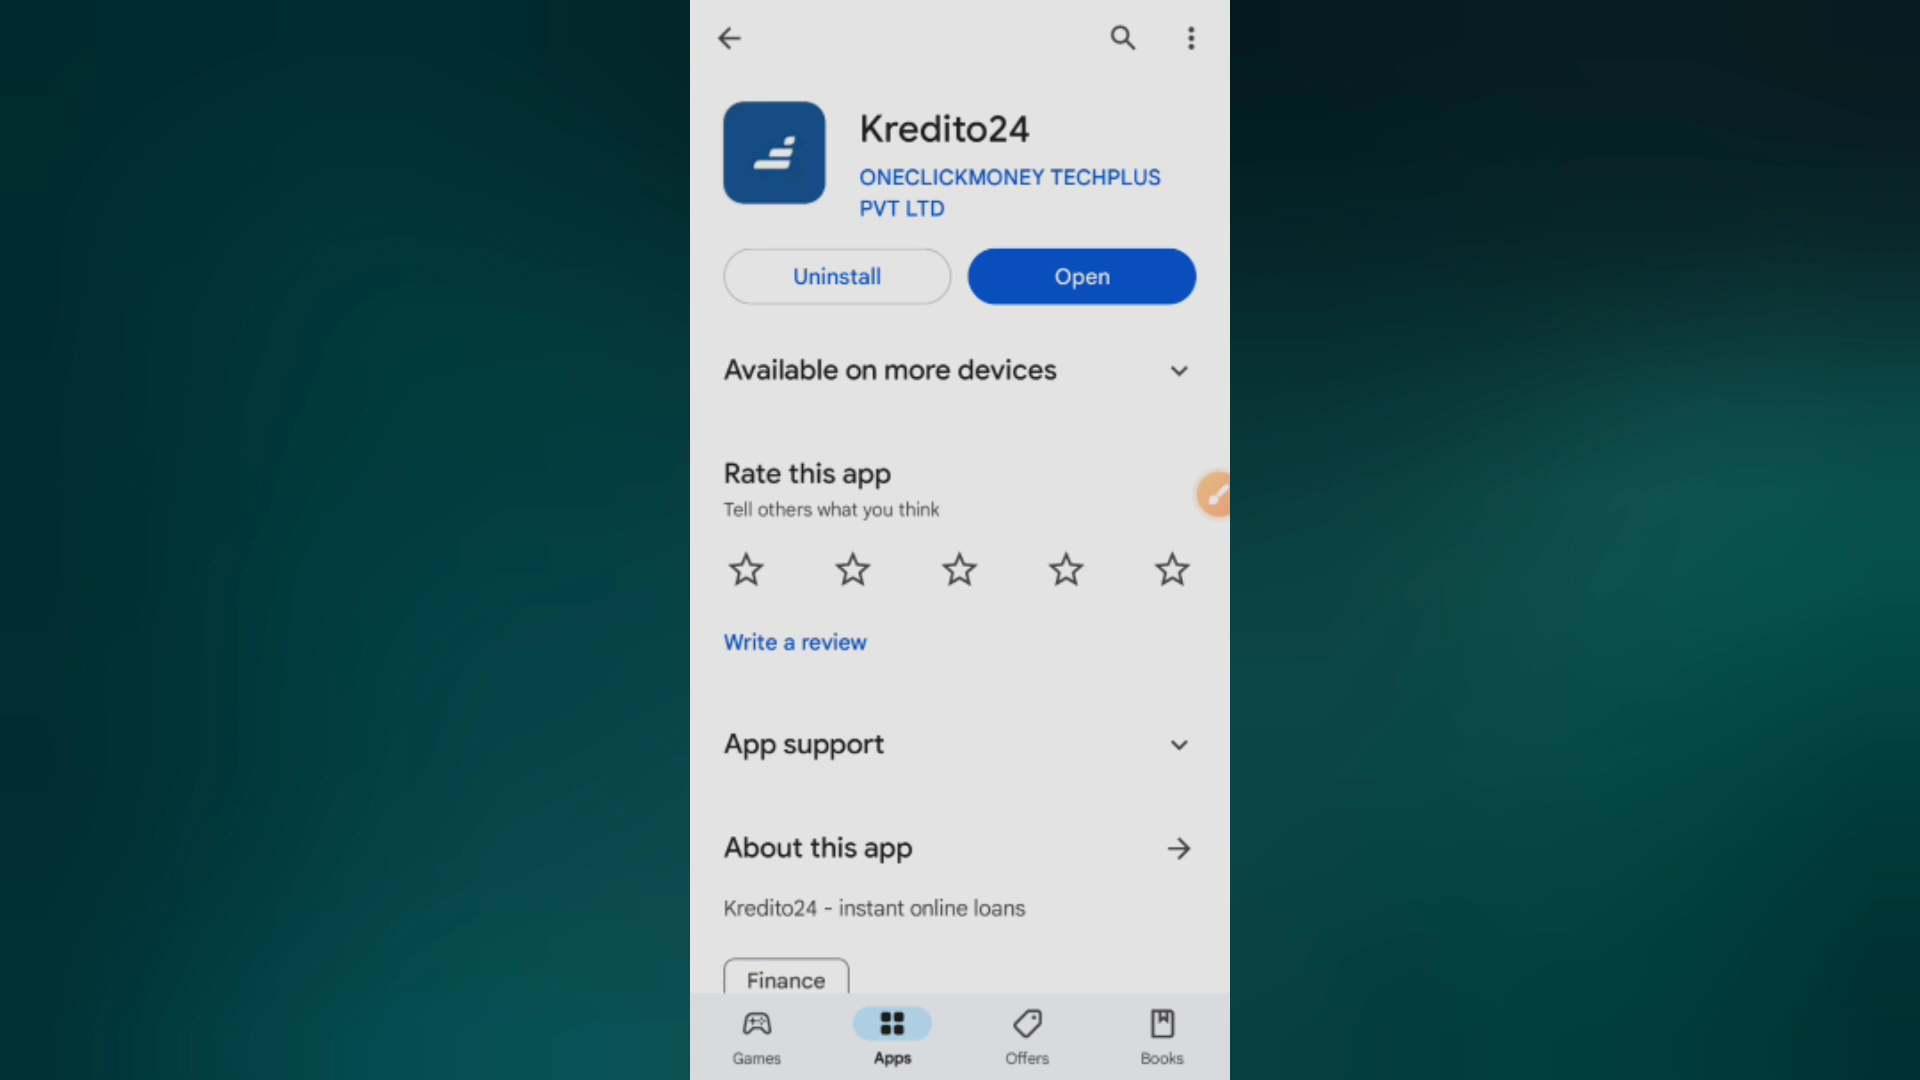 Kredito24
ONECLICKMONEY TECHPLUS
PVT LTD
Uninstall
Open
Available on more devices
Rate this app
Tell others what you think
Write a review
App support
About this app
Kredito24 - instant online loans
Finance
Games
Apps
Offers
Books